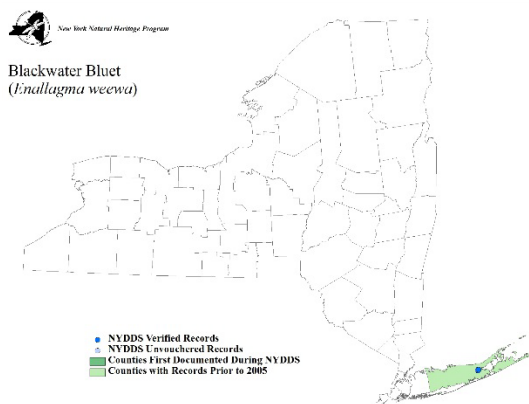 New York Natural Heritage Program
Blackwater Bluet
(Enallagma weewa)
NYDDS Verified Records
NYDDS Unvouchered Records
Counties First Documented During NYDDS
Counties with Records Prior to 2005